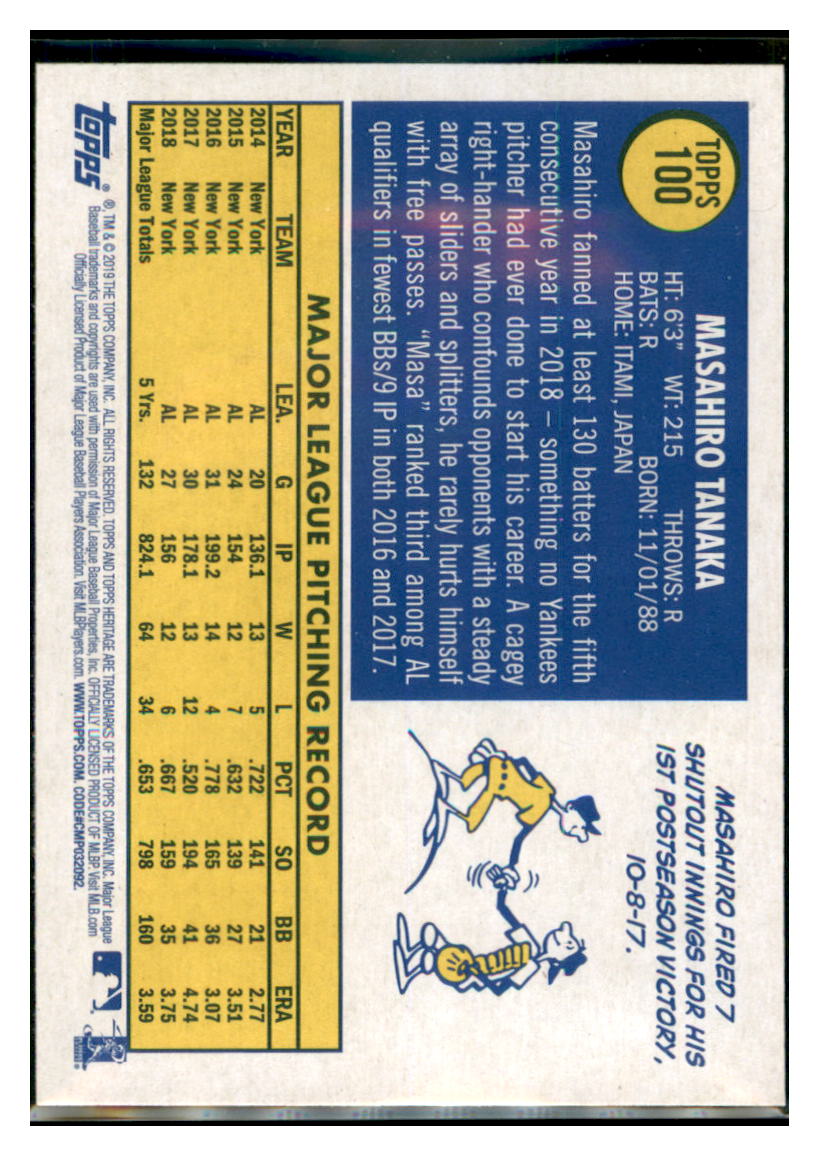 TOPPS
100
MASAHIRO TANAKA
HT: 6'3" WT: 215 THROWS: R
BATS: R BORN: 11/01/88
HOME: ITAMI, JAPAN
Masahiro fanned at least 130 batters for the fifth
consecutive year in 2018 – something no Yankees
pitcher had ever done to start his career. A cagey
right-hander who confounds opponents with a steady
array of sliders and splitters, he rarely hurts himself
with free passes. "Masa" ranked third among AL
qualifiers in fewest BBs/9 IP in both 2016 and 2017.
MASAHIRO FIRED 7
SHUTOUT INNINGS FOR HIS
1ST POSTSEASON VICTORY,
10-8-17.
MAJOR LEAGUE PITCHING RECORD
YEAR TEAM LEA. G IP W L PCT SO BB ERA
2014 New York AL 20 136.1 13 5 .722 141 21 2.77
2015 New York AL 24 154 12 7 .632 139 27 3.51
2016 New York AL 31 199.2 14 4 .778 165 36 3.07
2017 New York AL 30 178.1 13 12 .520 194 41 4.74
2018 New York AL 27 156 12 6 .667 159 35 3.75
Major League Totals 5 Yrs. 132 824.1 64 34 .653 798 160 3.59
topps ®
®, TM & © 2019 THE TOPPS COMPANY, INC. ALL RIGHTS RESERVED. TOPPS AND TOPPS HERITAGE ARE TRADEMARKS OF THE TOPPS COMPANY, INC. Major League
Baseball trademarks and copyrights are used with permission of Major League Baseball Properties, Inc. OFFICIALLY LICENSED PRODUCT OF MLBP. Visit MLB.com
Officially Licensed Product of Major League Baseball Players Association. Visit MLBPlayers.com. WWW.TOPPS.COM. CODE#CMP032092.